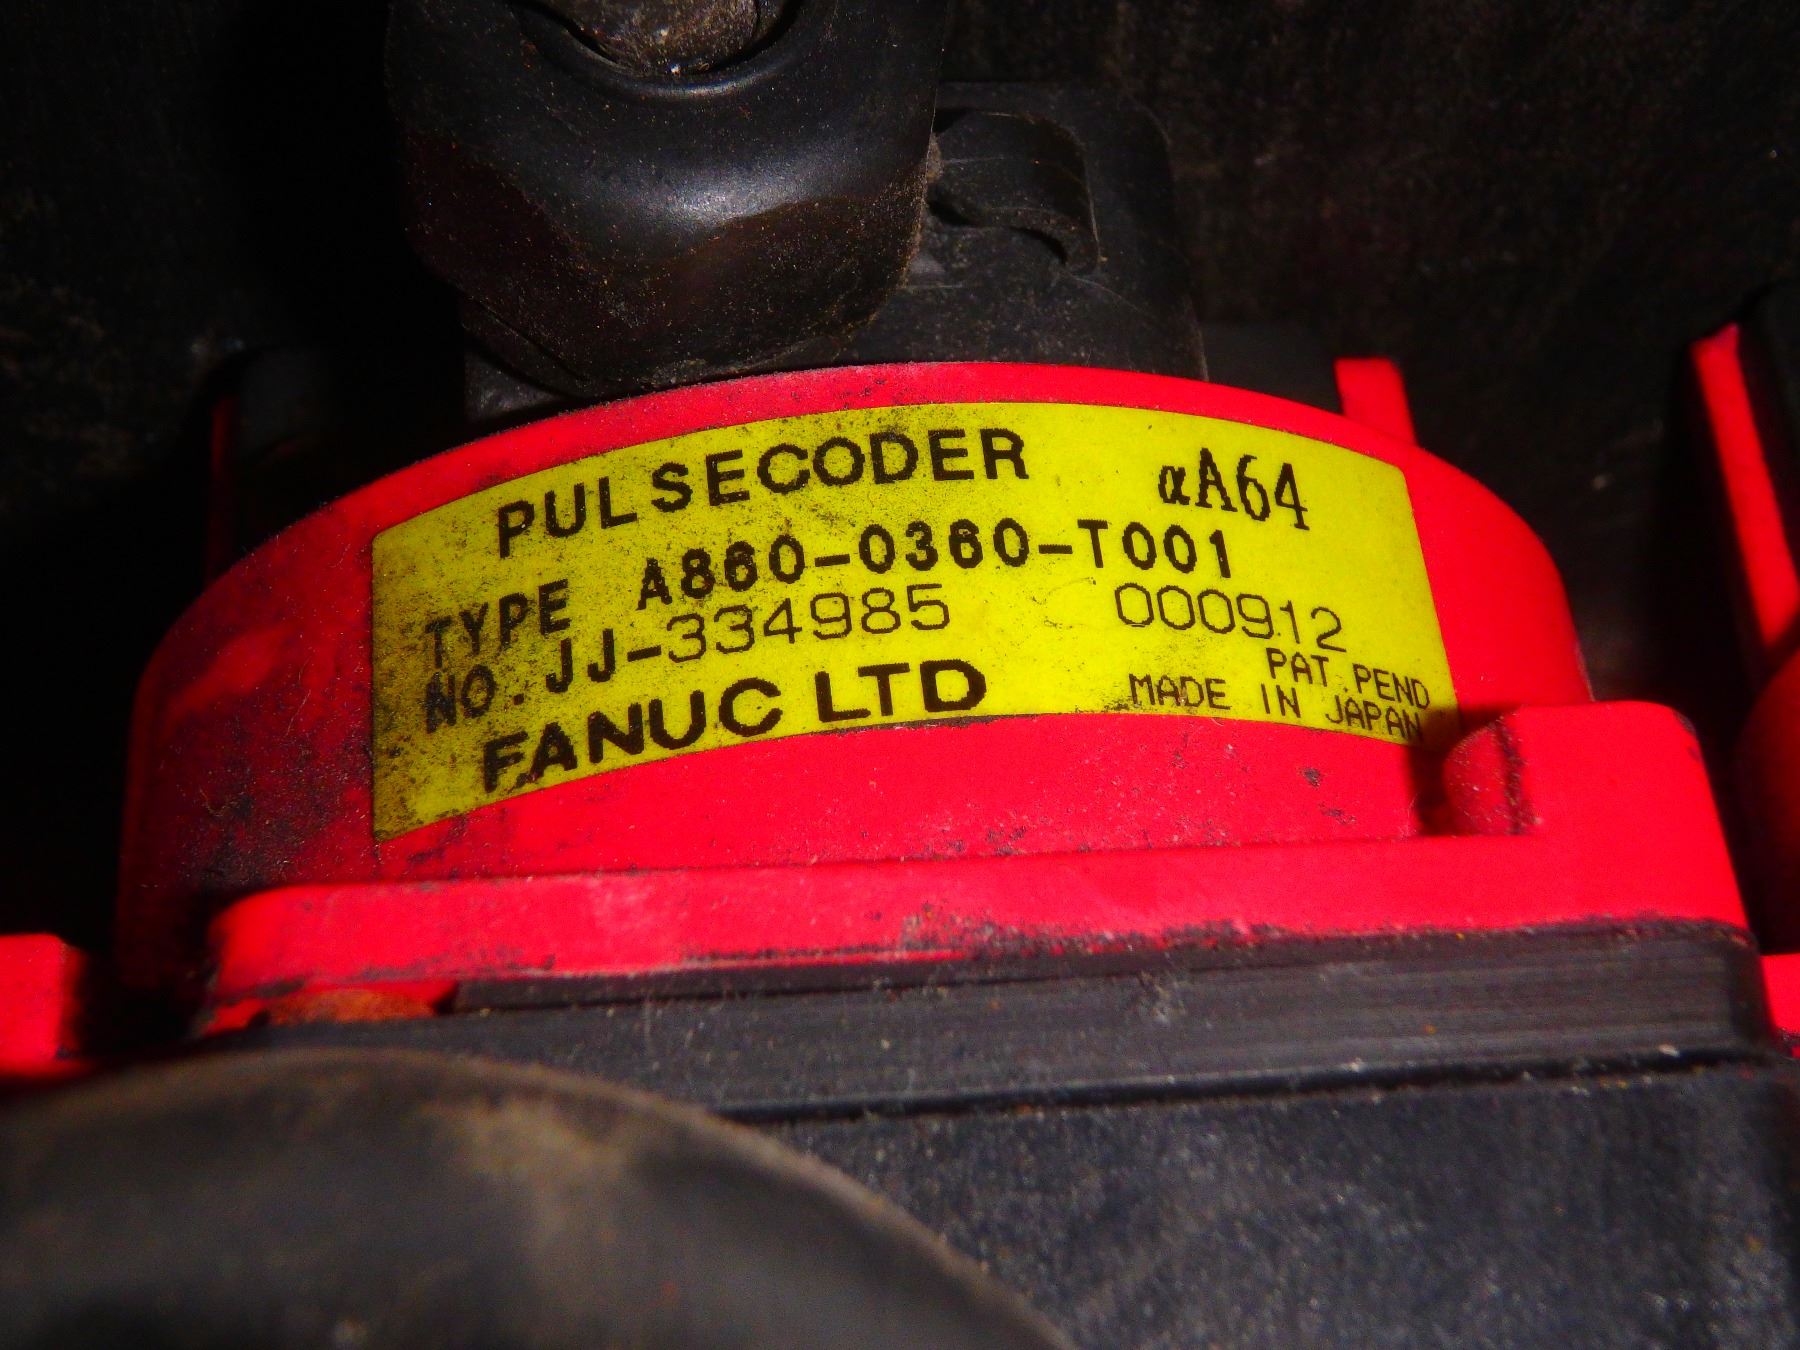 PULSECODER αA64
TYPE A860-0360-T001
NO. JJ-334985 000912
FANUC LTD
PAT. PEND
MADE IN JAPAN